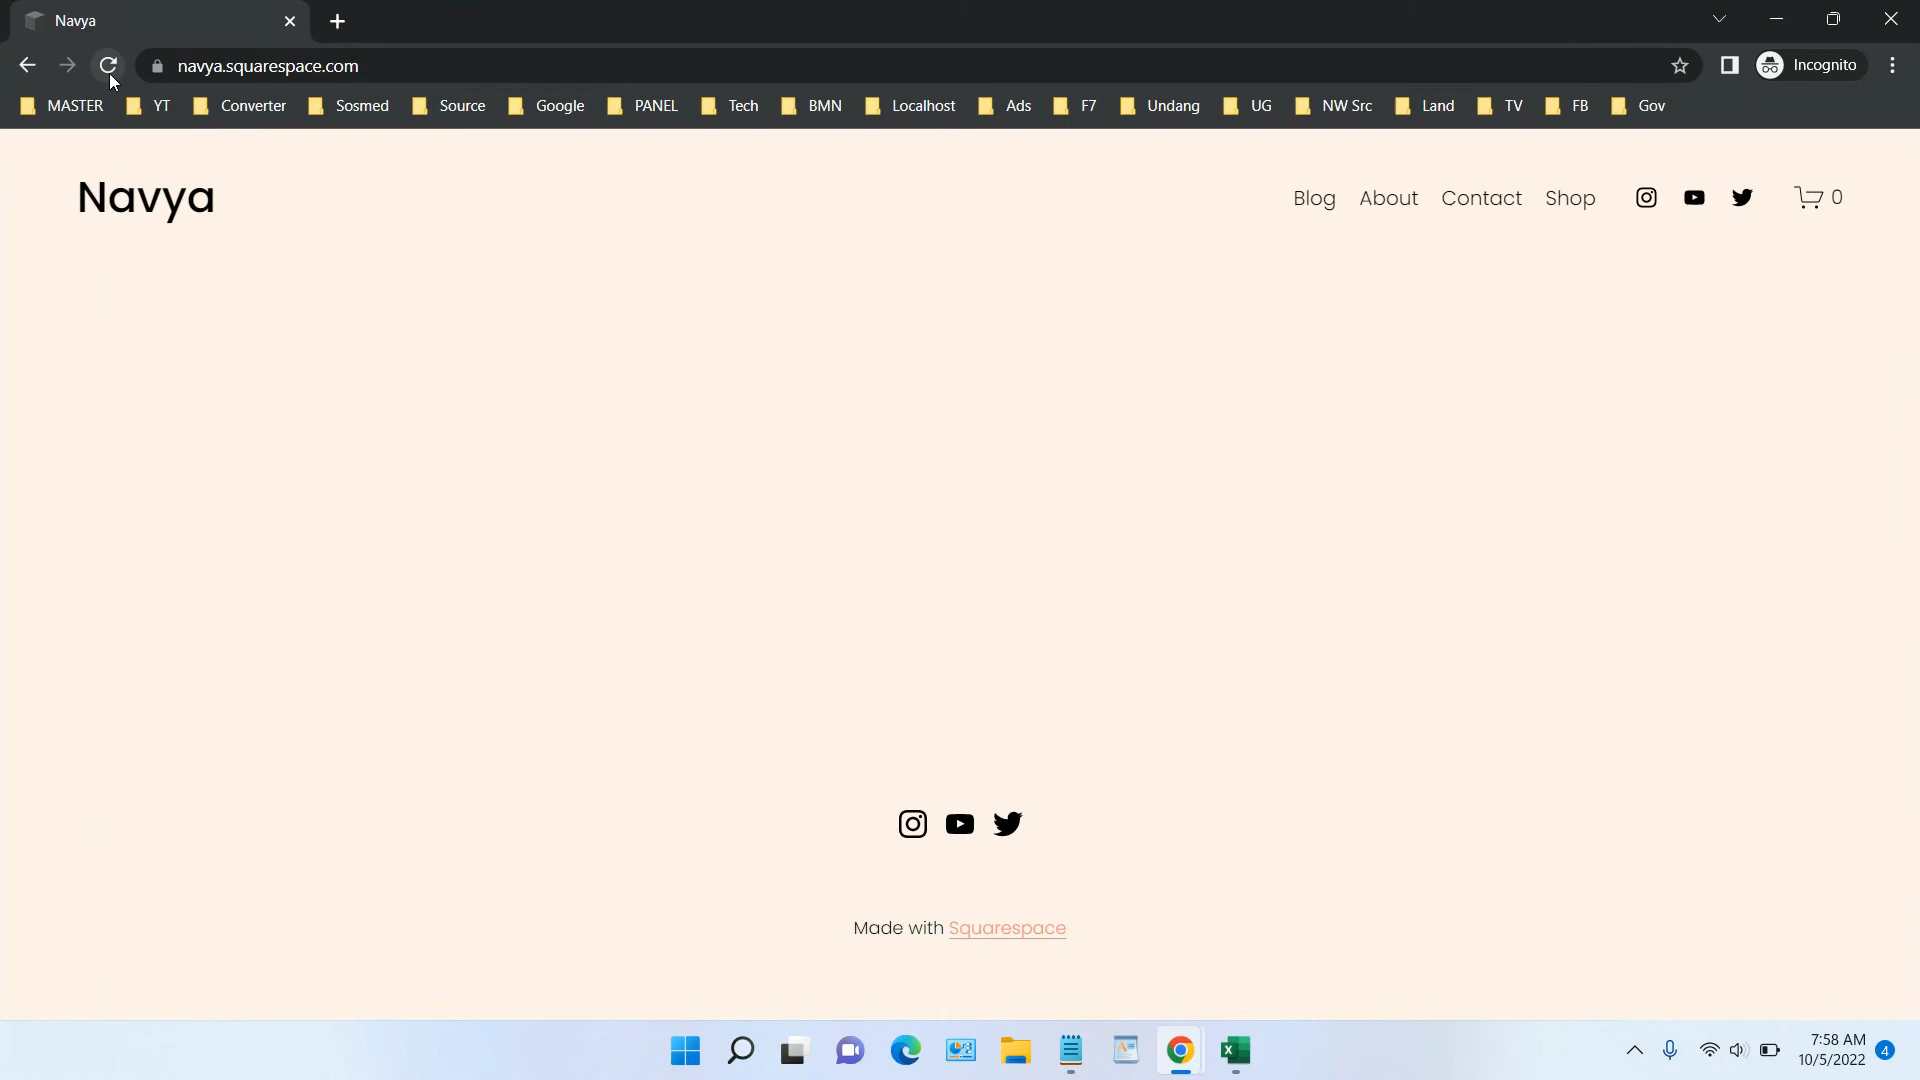 Navya
navya.squarespace.com
Incognito
MASTER YT Converter Sosmed Source Google PANEL Tech BMN Localhost Ads F7 Undang UG NW Src Land TV FB Gov
Navya
Blog About Contact Shop 0
Made with Squarespace
7:58 AM
10/5/2022 4